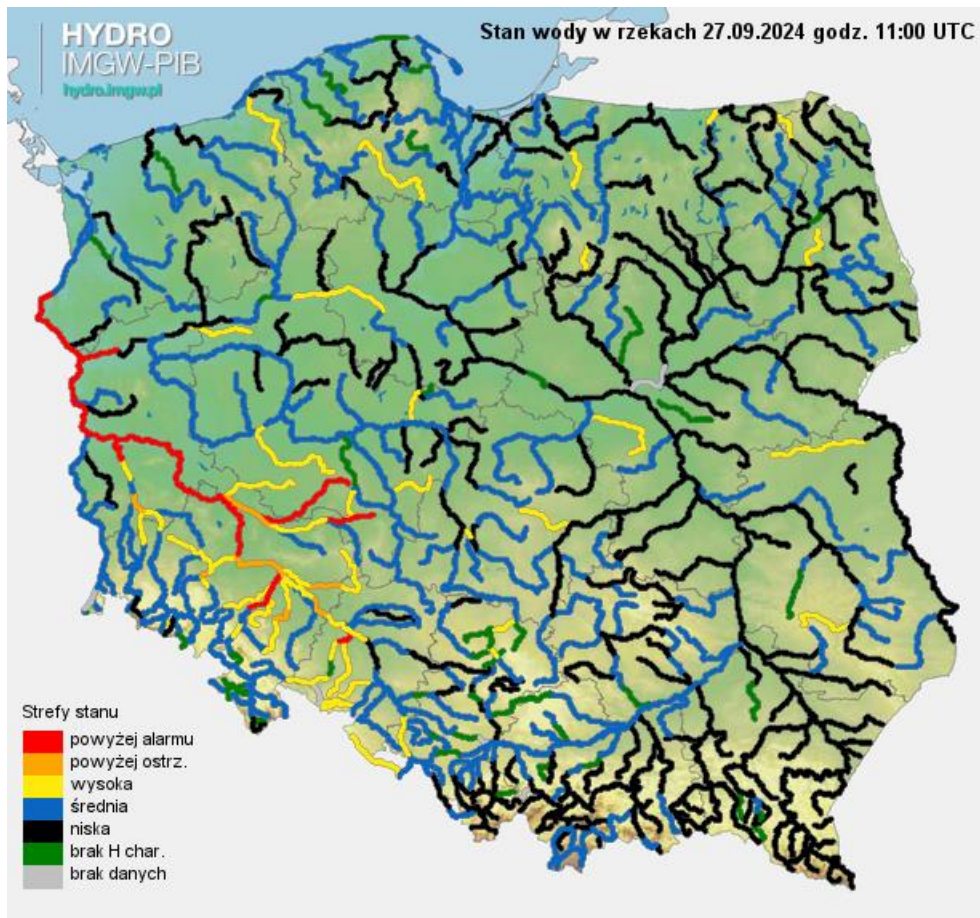 HYDRO
IMGW-PIB
hydro.imgw.pl
Stan wody w rzekach 27.09.2024 godz. 11:00 UTC
Strefy stanu
powyżej alarmu
powyżej ostrz.
wysoka
średnia
niska
brak H char.
brak danych